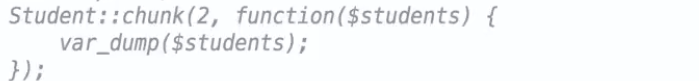 Student::chunk(2, function($students) {
    var_dump($students);
});